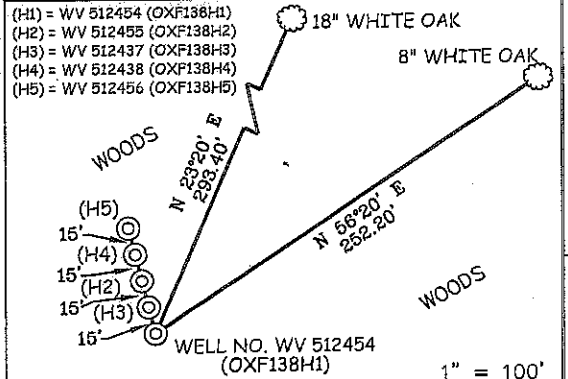 (H1) = WV 512454 (OXF138H1)
(H2) = WV 512455 (OXF138H2)
(H3) = WV 512437 (OXF138H3)
(H4) = WV 512438 (OXF138H4)
(H5) = WV 512456 (OXF138H5)
18" WHITE OAK
8" WHITE OAK
WOODS
N 23°20' E
293.40'
N 56°20' E
252.20'
WOODS
(H5)
15'
(H4)
15'
(H2)
15'
(H3)
15'
WELL NO. WV 512454
(OXF138H1)
1" = 100'